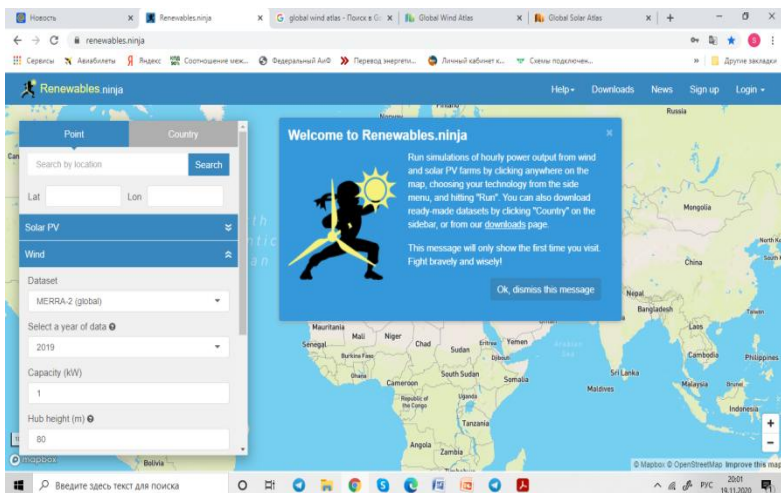 Новость
Renewables.ninja
global wind atlas - Поиск в Go
Global Wind Atlas
Global Solar Atlas
renewables.ninja
Сервисы
Авиабилеты
Яндекс
Соотношение меж...
Федеральный АиФ
Перевод энергети...
Личный кабинет к...
Схемы подключен...
Другие закладки
Renewables.ninja
Help
Downloads
News
Sign up
Login
Point
Country
Search by location
Search
Lat
Lon
Solar PV
Wind
Dataset
MERRA-2 (global)
Select a year of data
2019
Capacity (kW)
1
Hub height (m)
80
Welcome to Renewables.ninja
Run simulations of hourly power output from wind
and solar PV farms by clicking anywhere on the
map, choosing your technology from the side
menu, and hitting "Run". You can also download
ready-made datasets by clicking "Country" on the
sidebar, or from our downloads page.
This message will only show the first time you visit.
Fight bravely and wisely!
Ok, dismiss this message
Russia
Mongolia
China
Nepal
Bangladesh
Taiwan
Laos
Cambodia
Philippines
Sri Lanka
Maldives
Malaysia
Brunei
Indonesia
Mauritania
Mali
Niger
Chad
Sudan
Eritrea
Yemen
Arabian
Sea
Senegal
Burkina Faso
Djibouti
Ghana
Cameroon
South Sudan
Somalia
Republic of
the Congo
Uganda
Tanzania
Angola
Zambia
Bolivia
mapbox
© Mapbox © OpenStreetMap Improve this map
Введите здесь текст для поиска
РУС
20:01
19.11.2020